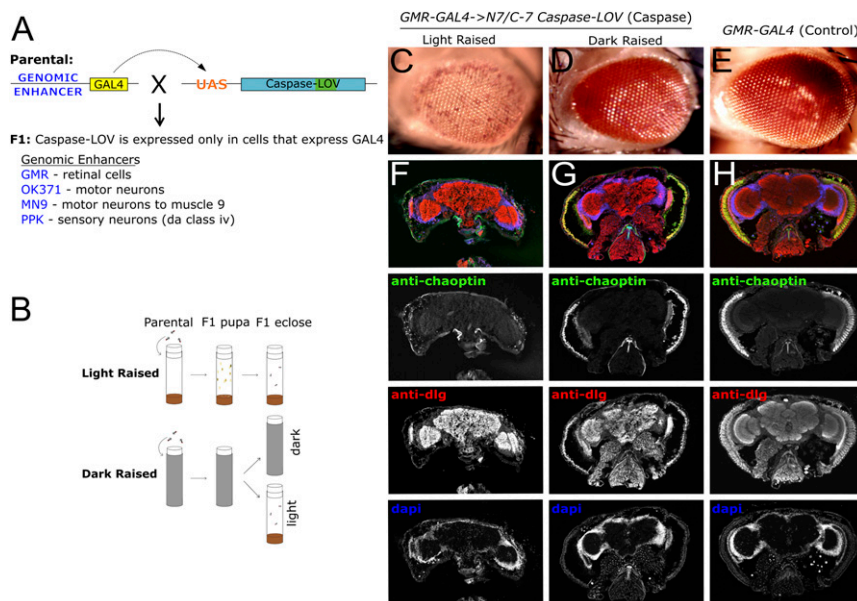 A
Parental:
GENOMIC
ENHANCER
GAL4
X
UAS
Caspase-LOV
F1: Caspase-LOV is expressed only in cells that express GAL4
Genomic Enhancers
GMR - retinal cells
OK371 - motor neurons
MN9 - motor neurons to muscle 9
PPK - sensory neurons (da class iv)
B
Parental F1 pupa F1 eclose
Light Raised
Dark Raised
dark
light
GMR-GAL4->N7/C-7 Caspase-LOV (Caspase)
Light Raised
Dark Raised
GMR-GAL4 (Control)
C
D
E
F
G
H
anti-chaoptin
anti-chaoptin
anti-chaoptin
anti-dlg
anti-dlg
anti-dlg
dapi
dapi
dapi